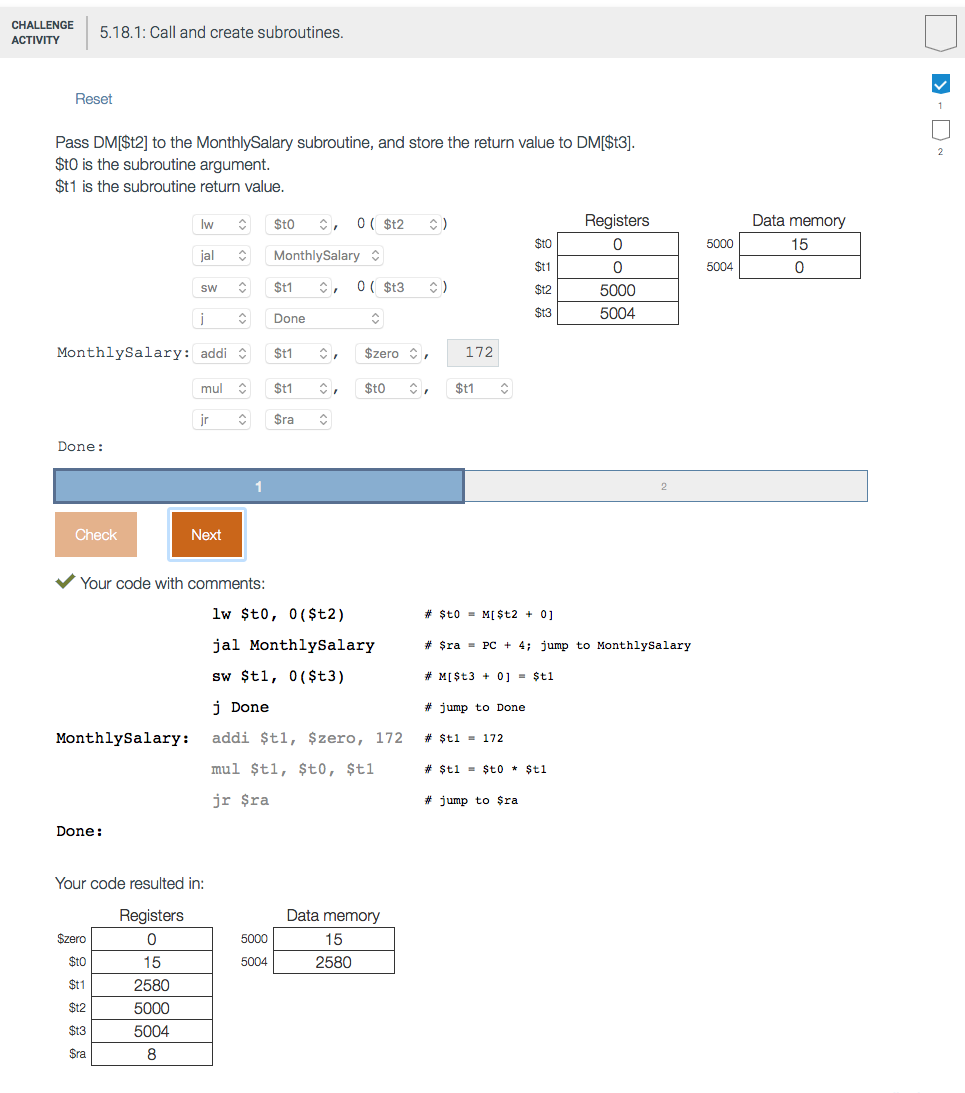 CHALLENGE ACTIVITY 5.18.1: Call and create subroutines.
1
2
Reset
Pass DM[$t2] to the MonthlySalary subroutine, and store the return value to DM[$t3].
$t0 is the subroutine argument.
$t1 is the subroutine return value.
lw $t0 , 0 ( $t2 )
jal MonthlySalary
sw $t1 , 0 ( $t3 )
j Done
MonthlySalary: addi $t1 , $zero , 172
mul $t1 , $t0 , $t1
jr $ra
Done:
Registers
$t0 0
$t1 0
$t2 5000
$t3 5004
Data memory
5000 15
5004 0
1 2
Check Next
Your code with comments:
lw $t0, 0($t2) # $t0 = M[$t2 + 0]
jal MonthlySalary # $ra = PC + 4; jump to MonthlySalary
sw $t1, 0($t3) # M[$t3 + 0] = $t1
j Done # jump to Done
MonthlySalary: addi $t1, $zero, 172 # $t1 = 172
mul $t1, $t0, $t1 # $t1 = $t0 * $t1
jr $ra # jump to $ra
Done:
Your code resulted in:
Registers
$zero 0
$t0 15
$t1 2580
$t2 5000
$t3 5004
$ra 8
Data memory
5000 15
5004 2580